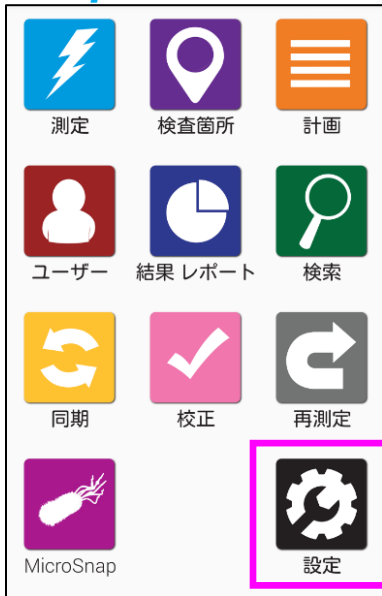 測定
検査箇所
計画
ユーザー
結果 レポート
検索
同期
校正
再測定
MicroSnap
設定